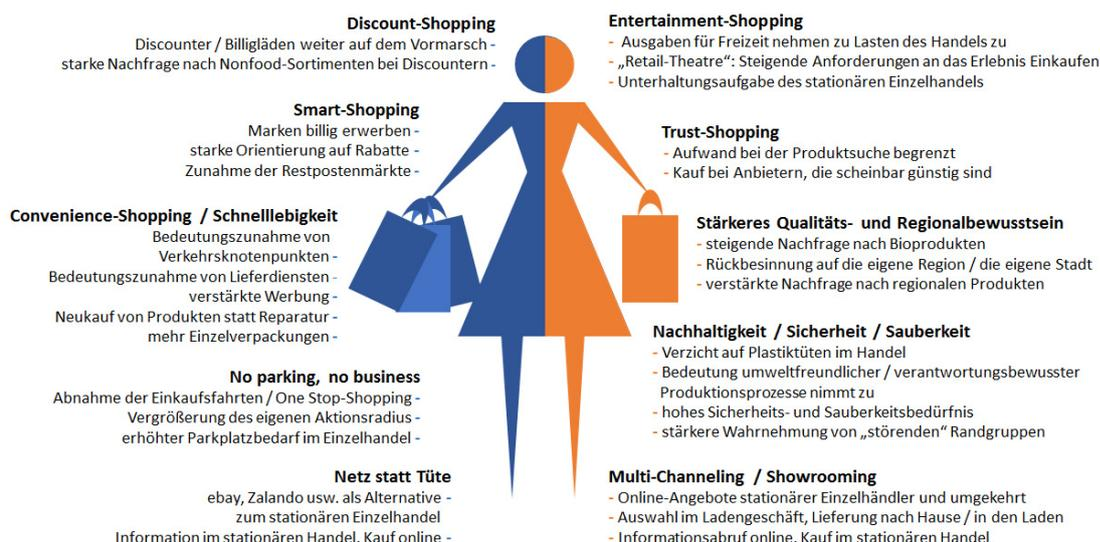 Discount-Shopping
Discounter / Billigläden weiter auf dem Vormarsch -
starke Nachfrage nach Nonfood-Sortimenten bei Discountern -
Smart-Shopping
Marken billig erwerben -
starke Orientierung auf Rabatte -
Zunahme der Restpostenmärkte -
Convenience-Shopping / Schnelllebigkeit
Bedeutungszunahme von
Verkehrsknotenpunkten -
Bedeutungszunahme von Lieferdiensten -
verstärkte Werbung -
Neukauf von Produkten statt Reparatur -
mehr Einzelverpackungen -
No parking, no business
Abnahme der Einkaufsfahrten / One Stop-Shopping -
Vergrößerung des eigenen Aktionsradius -
erhöhter Parkplatzbedarf im Einzelhandel -
Netz statt Tüte
ebay, Zalando usw. als Alternative -
zum stationären Einzelhandel
Information im stationären Handel, Kauf online -
Entertainment-Shopping
- Ausgaben für Freizeit nehmen zu Lasten des Handels zu
- „Retail-Theatre“: Steigende Anforderungen an das Erlebnis Einkaufen
- Unterhaltungsaufgabe des stationären Einzelhandels
Trust-Shopping
- Aufwand bei der Produktsuche begrenzt
- Kauf bei Anbietern, die scheinbar günstig sind
Stärkeres Qualitäts- und Regionalbewusstsein
- steigende Nachfrage nach Bioprodukten
- Rückbesinnung auf die eigene Region / die eigene Stadt
- verstärkte Nachfrage nach regionalen Produkten
Nachhaltigkeit / Sicherheit / Sauberkeit
- Verzicht auf Plastiktüten im Handel
- Bedeutung umweltfreundlicher / verantwortungsbewusster
Produktionsprozesse nimmt zu
- hohes Sicherheits- und Sauberkeitsbedürfnis
- stärkere Wahrnehmung von „störenden“ Randgruppen
Multi-Channeling / Showrooming
- Online-Angebote stationärer Einzelhändler und umgekehrt
- Auswahl im Ladengeschäft, Lieferung nach Hause / in den Laden
- Informationsabruf online, Kauf im stationären Handel